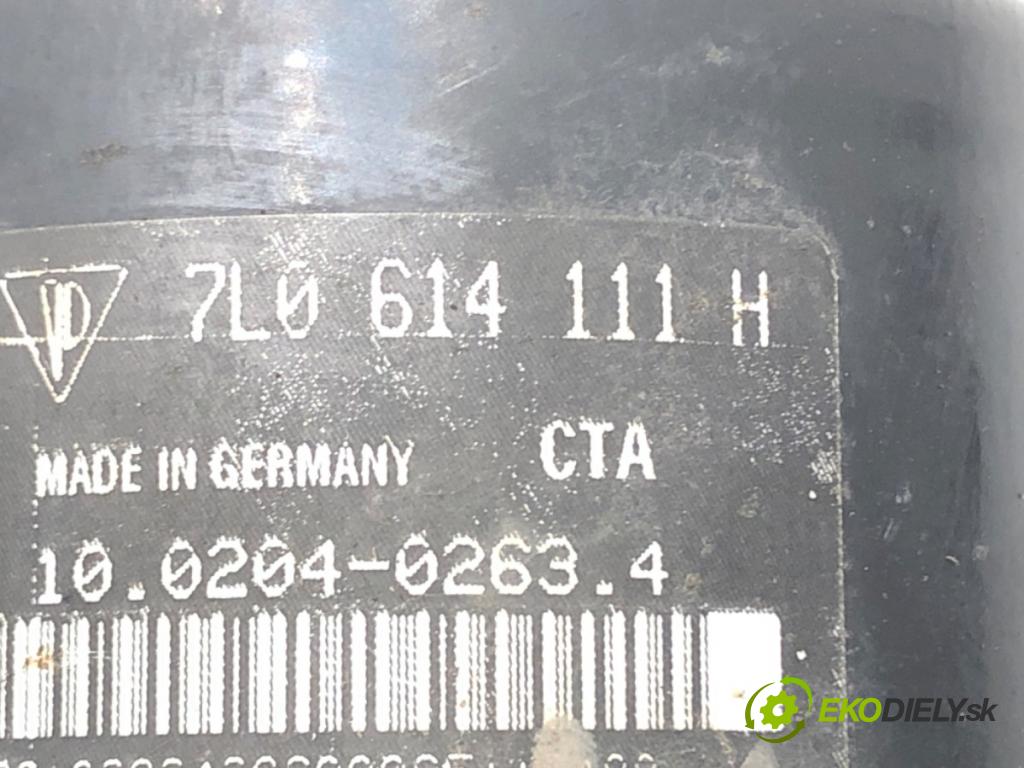 7L0 614 111 H
MADE IN GERMANY CTA
10.0204-0263.4
EKODIELY.sk